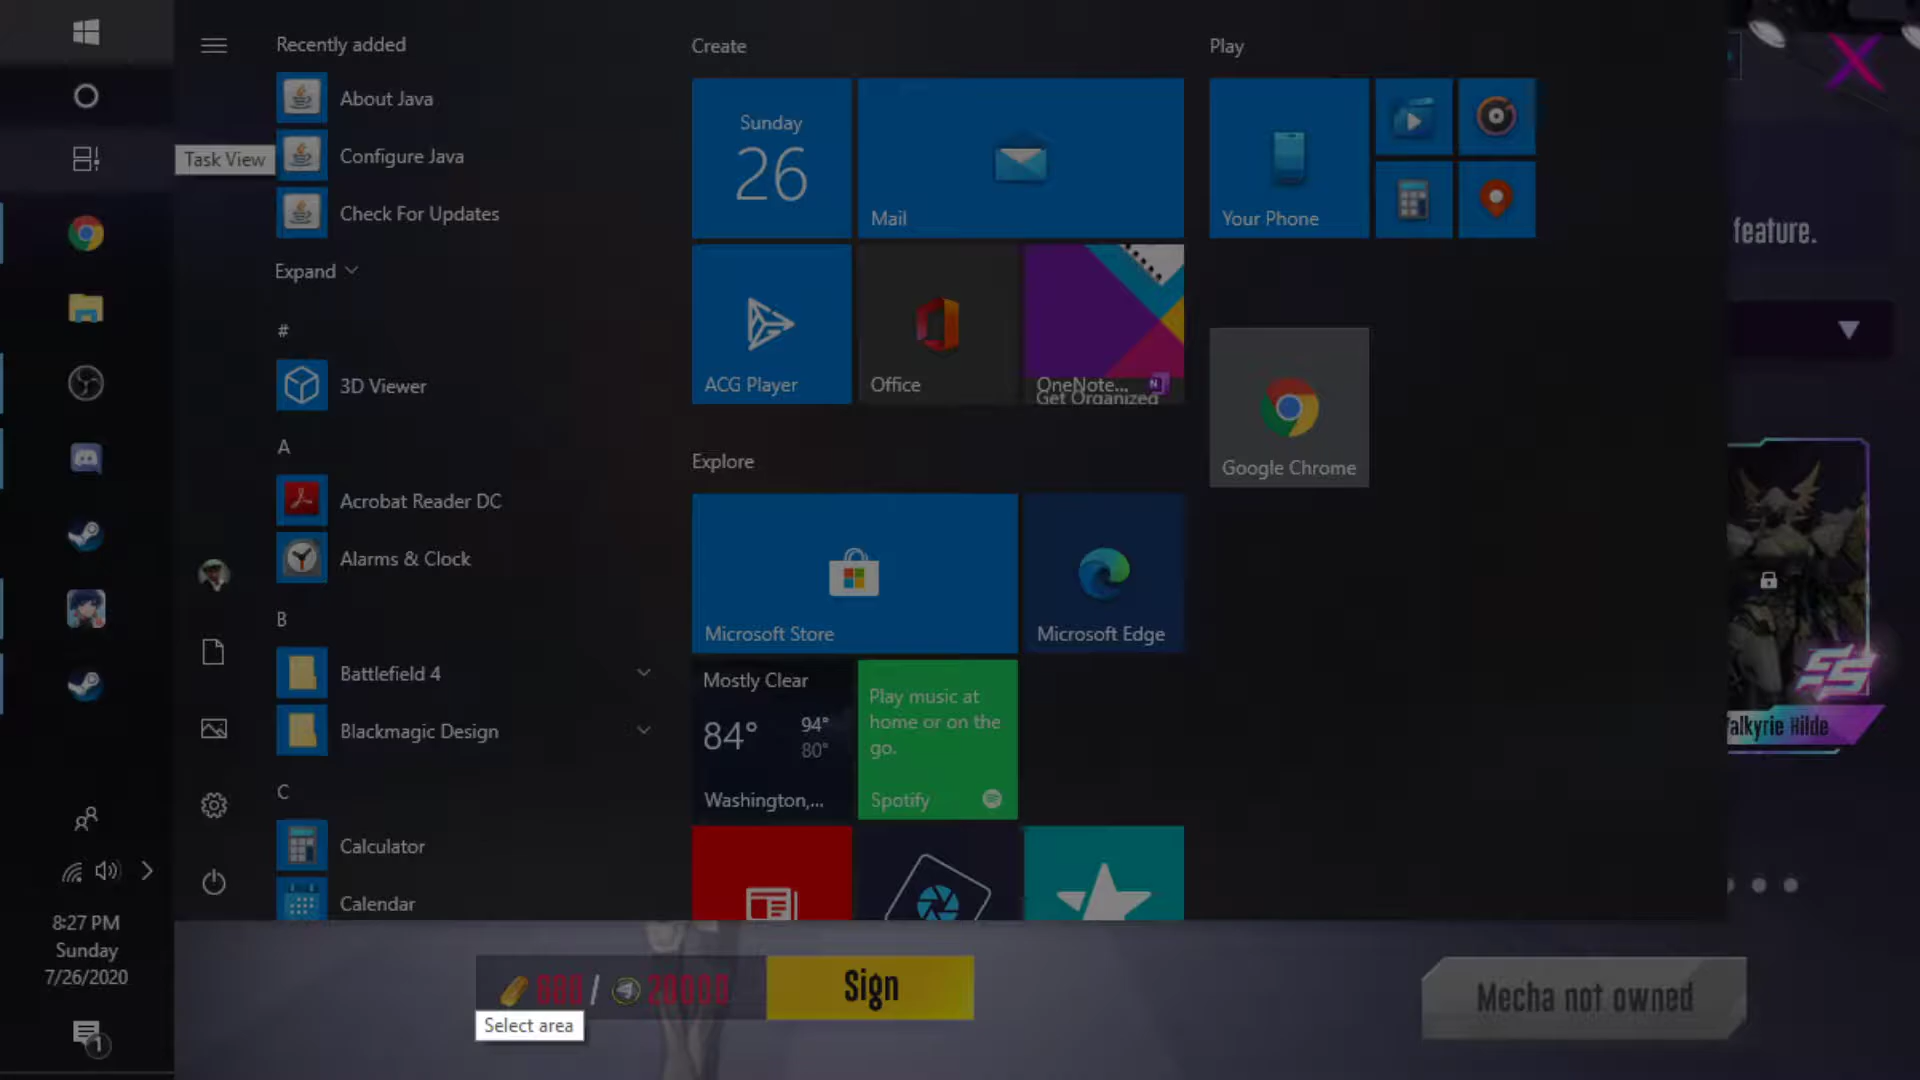 Task View
8:27 PM
Sunday
7/26/2020
1
Recently added
About Java
Configure Java
Check For Updates
Expand
#
3D Viewer
A
Acrobat Reader DC
Alarms & Clock
B
Battlefield 4
Blackmagic Design
C
Calculator
Calendar
Create
Sunday
26
Mail
ACG Player
Office
OneNote...
Get Organized
Explore
Microsoft Store
Microsoft Edge
Mostly Clear
84°
94°
80°
Washington,...
Play music at
home or on the
go.
Spotify
Play
Your Phone
Google Chrome
feature.
alkyrie Hilde
800 / 20000
Select area
Sign
Mecha not owned